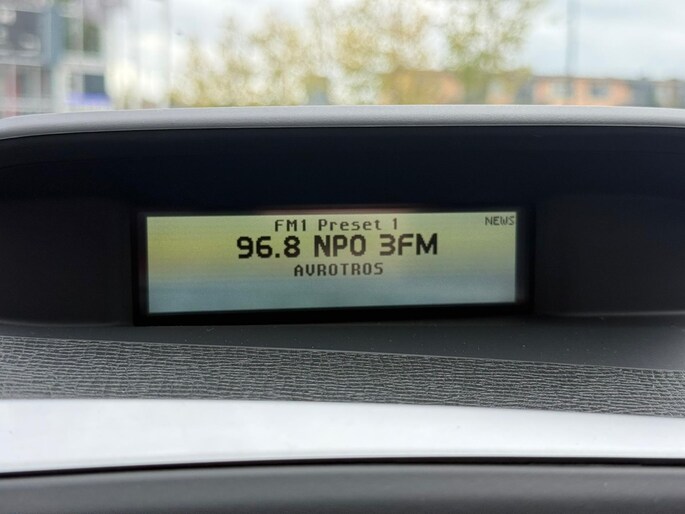 FM1 Preset 1
NEWS
96.8 NPO 3FM
AVROTROS